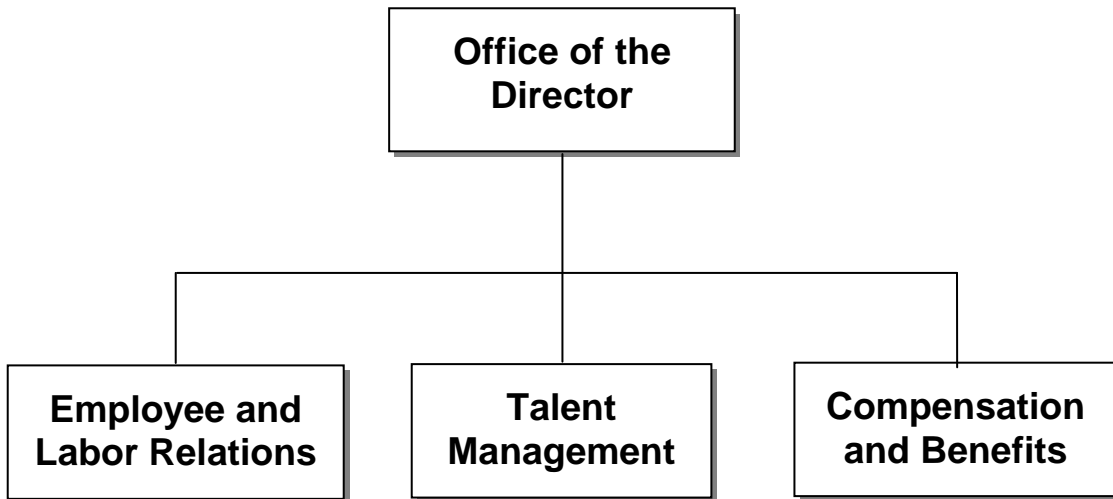 Office of the
Director
Employee and
Labor Relations
Talent
Management
Compensation
and Benefits